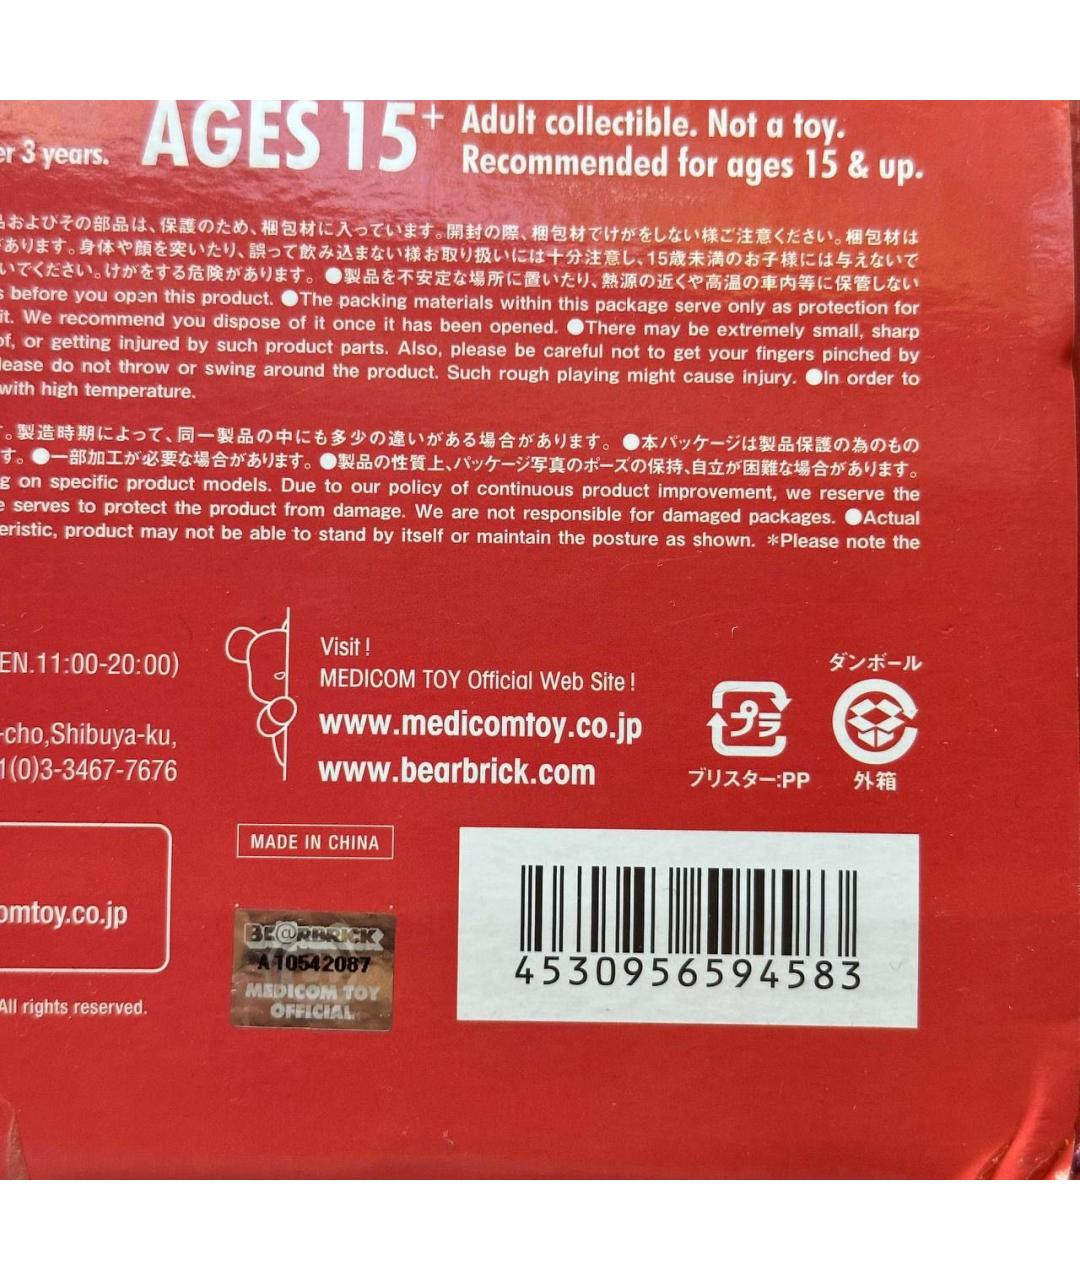 er 3 years.
AGES 15+
Adult collectible. Not a toy.
Recommended for ages 15 & up.
品およびその部品は、保護のため、梱包材に入っています。開封の際、梱包材でけがをしない様ご注意ください。梱包材は
があります。身体や顔を突いたり、誤って飲み込まない様お取り扱いには十分注意し、15歳未満のお子様には与えないで
いでください。けがをする危険があります。●製品を不安定な場所に置いたり、熱源の近くや高温の車内等に保管しない
s before you open this product. ●The packing materials within this package serve only as protection for
it. We recommend you dispose of it once it has been opened. ●There may be extremely small, sharp
of, or getting injured by such product parts. Also, please be careful not to get your fingers pinched by
lease do not throw or swing around the product. Such rough playing might cause injury. ●In order to
with high temperature.
す。製造時期によって、同一製品の中にも多少の違いがある場合があります。●本パッケージは製品保護の為のもの
す。●一部加工が必要な場合があります。●製品の性質上、パッケージ写真のポーズの保持、自立が困難な場合があります。
g on specific product models. Due to our policy of continuous product improvement, we reserve the
e serves to protect the product from damage. We are not responsible for damaged packages. ●Actual
eristic, product may not be able to stand by itself or maintain the posture as shown. *Please note the
EN.11:00-20:00)
-cho,Shibuya-ku,
1(0)3-3467-7676
Visit !
MEDICOM TOY Official Web Site !
www.medicomtoy.co.jp
www.bearbrick.com
プラ
ブリスター:PP
ダンボール
外箱
MADE IN CHINA
omtoy.co.jp
BE@RBRICK
A10542087
MEDICOM TOY
OFFICIAL
4530956594583
All rights reserved.